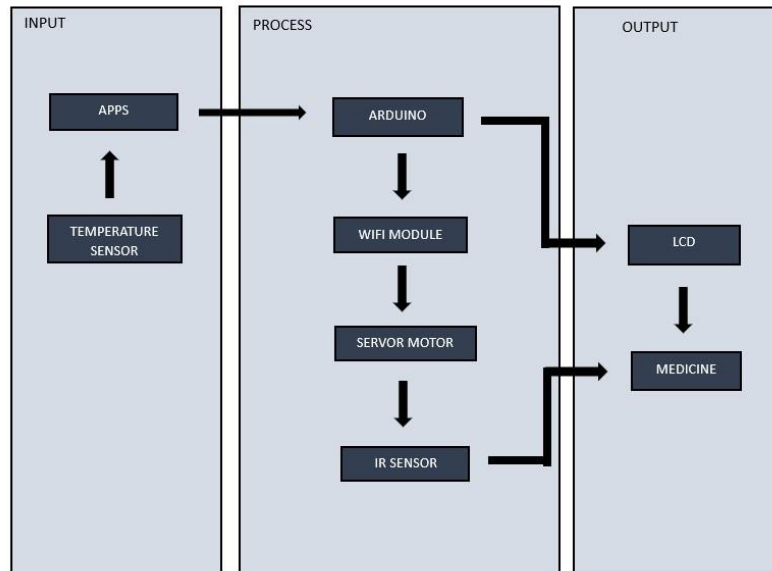 INPUT
APPS
TEMPERATURE
SENSOR
PROCESS
ARDUINO
WIFI MODULE
SERVOR MOTOR
IR SENSOR
OUTPUT
LCD
MEDICINE